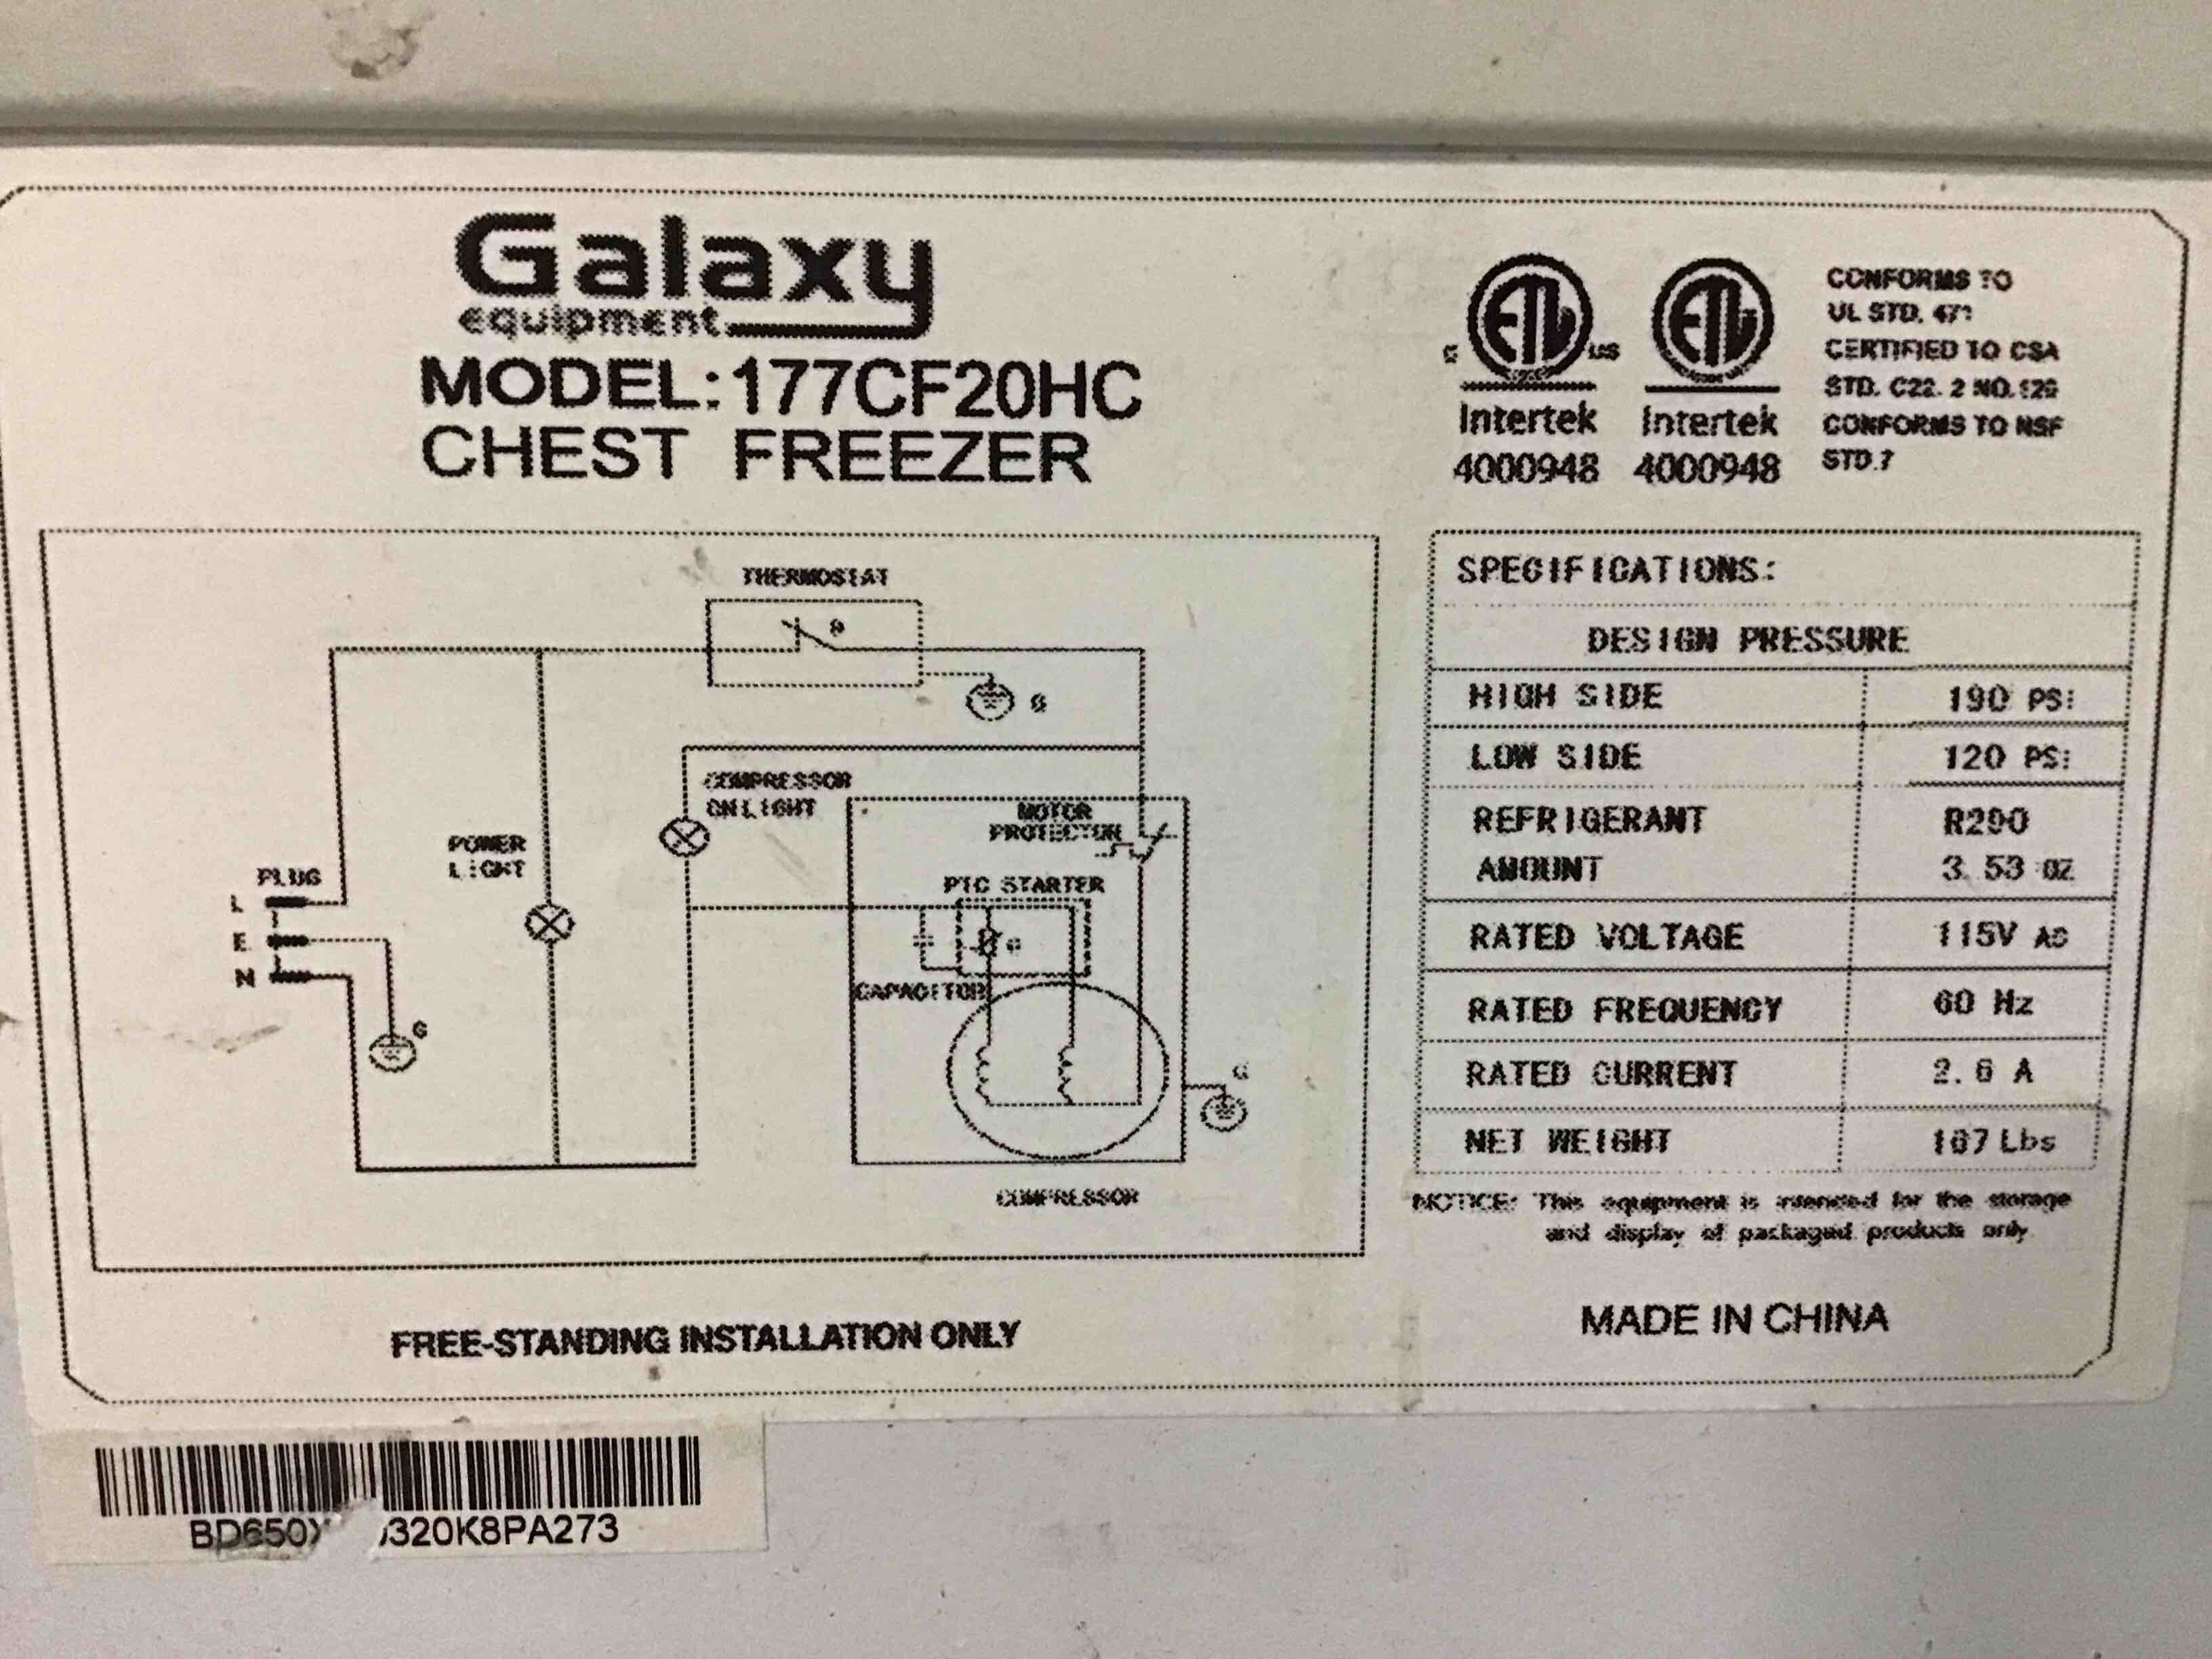 Galaxy
equipment
MODEL:177CF20HC
CHEST FREEZER
C US
Intertek
4000948
Intertek
4000948
CONFORMS TO
UL STD. 471
CERTIFIED TO CSA
STD. C22. 2 NO.120
CONFORMS TO NSF
STD.7
THERMOSTAT
G
COMPRESSOR
ON LIGHT
MOTOR
PROTECTOR
POWER
LIGHT
PLUG
L
E
N
G
PTC STARTER
CAPACITOR
G
COMPRESSOR
SPECIFICATIONS:
DESIGN PRESSURE
HIGH SIDE 190 PSi
LOW SIDE 120 PSi
REFRIGERANT R290
AMOUNT 3.53 OZ
RATED VOLTAGE 115V AC
RATED FREQUENCY 60 Hz
RATED CURRENT A
NET WEIGHT Lbs
NOTICE: This equipment is intended for the storage
and display of packaged products only
FREE-STANDING INSTALLATION ONLY
MADE IN CHINA
BD650X 320K8PA273